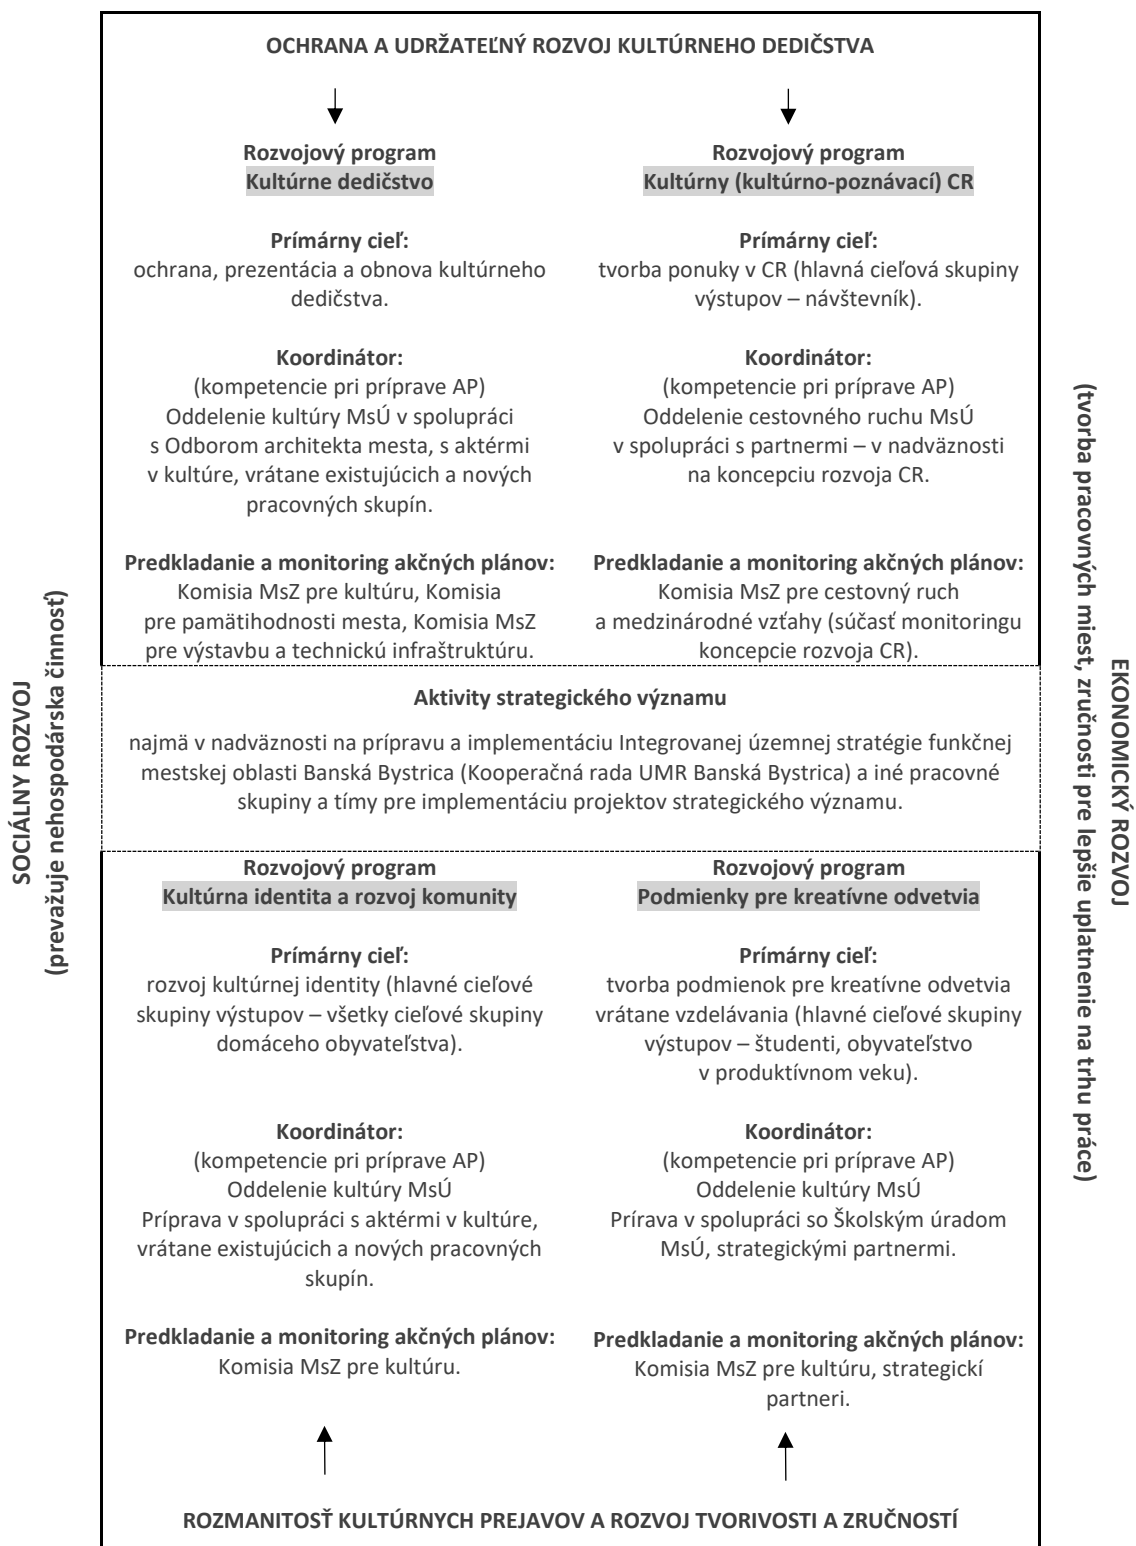 OCHRANA A UDRŽATEĽNÝ ROZVOJ KULTÚRNEHO DEDIČSTVA
Rozvojový program
Kultúrne dedičstvo
Prímárny cieľ:
ochrana, prezentácia a obnova kultúrneho
dedičstva.
Koordinátor:
(kompetencie pri príprave AP)
Oddelenie kultúry MsÚ v spolupráci
s Odborom architekta mesta, s aktérmi
v kultúre, vrátane existujúcich a nových
pracovných skupín.
Predkladanie a monitoring akčných plánov:
Komisia MsZ pre kultúru, Komisia
pre pamätihodnosti mesta, Komisia MsZ
pre výstavbu a technickú infraštruktúru.
Rozvojový program
Kultúrny (kultúrno-poznávací) CR
Prímárny cieľ:
tvorba ponuky v CR (hlavná cieľová skupiny
výstupov – návštevník).
Koordinátor:
(kompetencie pri príprave AP)
Oddelenie cestovného ruchu MsÚ
v spolupráci s partnermi – v nadväznosti
na koncepciu rozvoja CR.
Predkladanie a monitoring akčných plánov:
Komisia MsZ pre cestovný ruch
a medzinárodné vzťahy (súčasť monitoringu
koncepcie rozvoja CR).
Aktivity strategického významu
najmä v nadväznosti na prípravu a implementáciu Integrovanej územnej stratégie funkčnej
mestskej oblasti Banská Bystrica (Kooperačná rada UMR Banská Bystrica) a iné pracovné
skupiny a tímy pre implementáciu projektov strategického významu.
Rozvojový program
Kultúrna identita a rozvoj komunity
Prímárny cieľ:
rozvoj kultúrnej identity (hlavné cieľové
skupiny výstupov – všetky cieľové skupiny
domáceho obyvateľstva).
Koordinátor:
(kompetencie pri príprave AP)
Oddelenie kultúry MsÚ
Príprava v spolupráci s aktérmi v kultúre,
vrátane existujúcich a nových pracovných
skupín.
Predkladanie a monitoring akčných plánov:
Komisia MsZ pre kultúru.
Rozvojový program
Podmienky pre kreatívne odvetvia
Prímárny cieľ:
tvorba podmienok pre kreatívne odvetvia
vrátane vzdelávania (hlavné cieľové skupiny
výstupov – študenti, obyvateľstvo
v produktívnom veku).
Koordinátor:
(kompetencie pri príprave AP)
Oddelenie kultúry MsÚ
Prírava v spolupráci so Školským úradom
MsÚ, strategickými partnermi.
Predkladanie a monitoring akčných plánov:
Komisia MsZ pre kultúru, strategickí
partneri.
ROZMANITOSŤ KULTÚRNYCH PREJAVOV A ROZVOJ TVORIVOSTI A ZRUČNOSTÍ
SOCIÁLNY ROZVOJ
(prevažuje nehospodárska činnosť)
EKONOMICKÝ ROZVOJ
(tvorba pracovných miest, zručnosti pre lepšie uplatnenie na trhu práce)